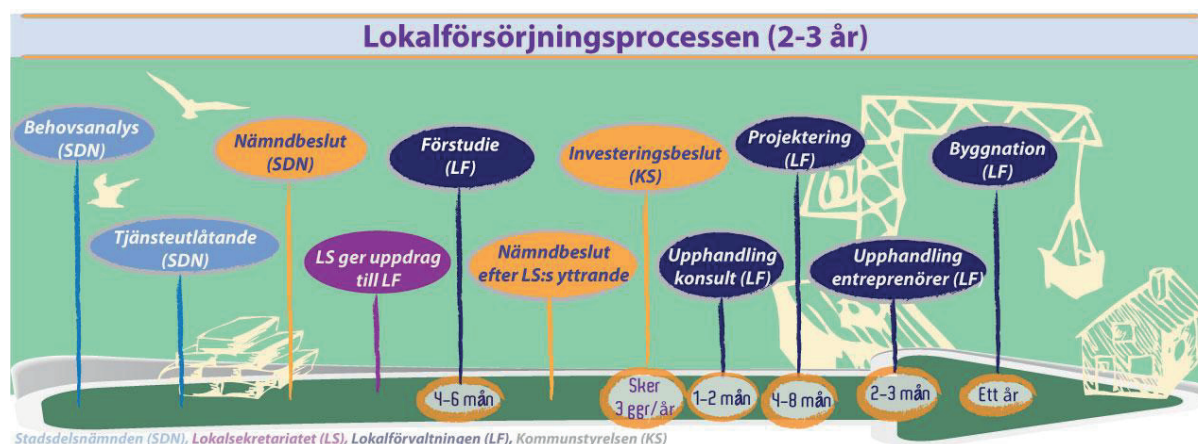 Lokalförsörjningsprocessen (2-3 år)
Behovsanalys
(SDN)
Tjänsteutlåtande
(SDN)
Nämndbeslut
(SDN)
LS ger uppdrag
till LF
Förstudie
(LF)
4-6 mån
Nämndbeslut
efter LS:s yttrande
Investeringsbeslut
(KS)
Sker
3 ggr/år
Upphandling
konsult (LF)
1-2 mån
Projektering
(LF)
4-8 mån
Upphandling
entreprenörer (LF)
2-3 mån
Byggnation
(LF)
Ett år
Stadsdelsnämnden (SDN), Lokalsekretariatet (LS), Lokalförvaltningen (LF), Kommunstyrelsen (KS)